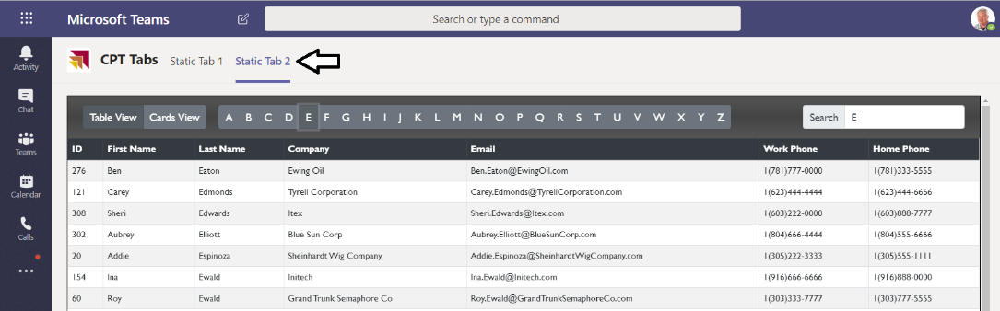 Microsoft Teams Search or type a command
Activity
Chat
Teams
Calendar
Calls
CPT Tabs Static Tab 1 Static Tab 2
Table View Cards View A B C D E F G H I J K L M N O P Q R S T U V W X Y Z Search E
ID First Name Last Name Company Email Work Phone Home Phone
276 Ben Eaton Ewing Oil Ben.Eaton@EwingOil.com 1(781)777-0000 1(781)333-5555
121 Carey Edmonds Tyrell Corporation Carey.Edmonds@TyrellCorporation.com 1(623)444-4444 1(623)444-6666
308 Sheri Edwards Itex Sheri.Edwards@Itex.com 1(603)222-0000 1(603)888-7777
302 Aubrey Elliott Blue Sun Corp Aubrey.Elliott@BlueSunCorp.com 1(804)666-4444 1(804)555-6666
20 Addie Espinoza Sheinhardt Wig Company Addie.Espinoza@SheinhardtWigCompany.com 1(305)222-3333 1(305)555-1111
154 Ina Ewald Initech Ina.Ewald@Initech.com 1(916)666-6666 1(916)888-0000
60 Roy Ewald Grand Trunk Semaphore Co Roy.Ewald@GrandTrunkSemaphoreCo.com 1(303)333-7777 1(303)777-5555